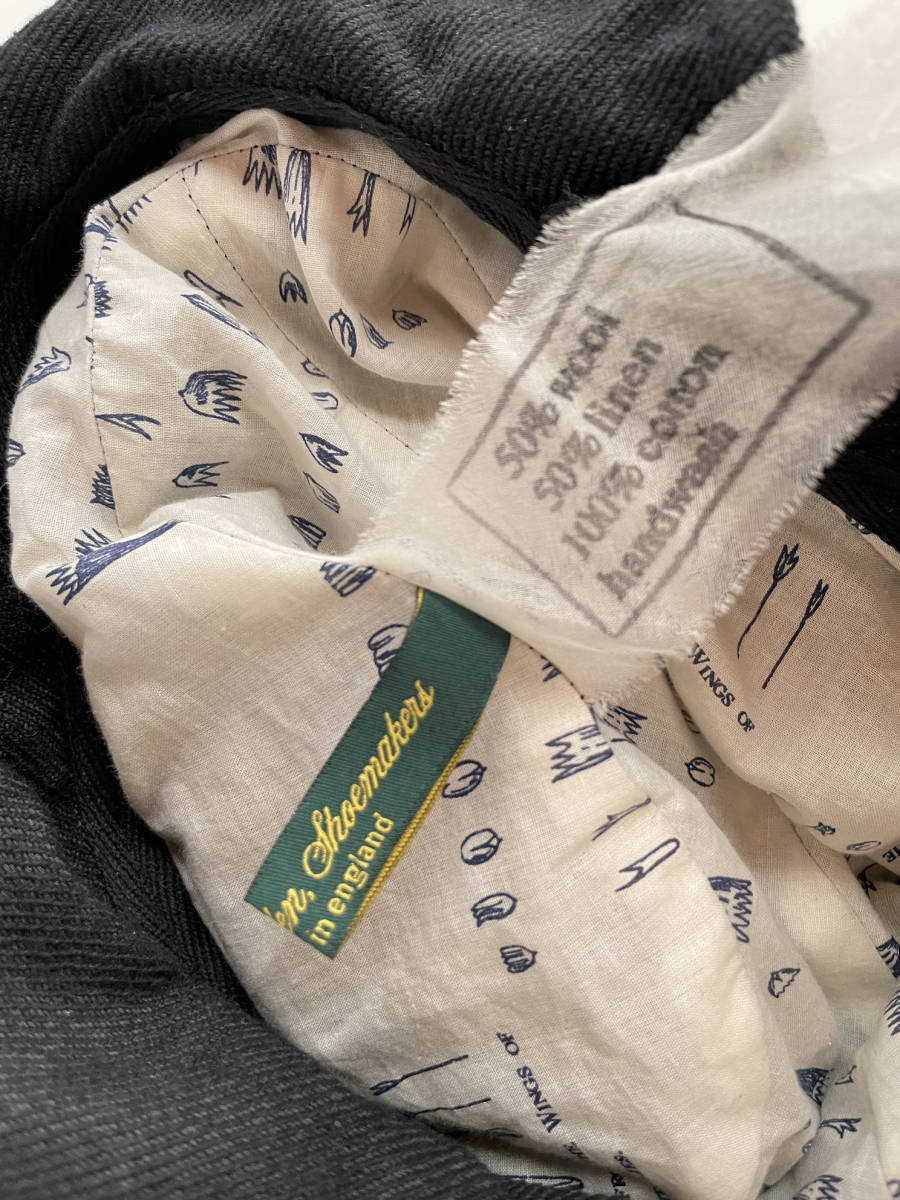 50% wool
50% linen
100% cotton
handwash
en, Shoemakers
in england
WINGS OF
WINGS OF